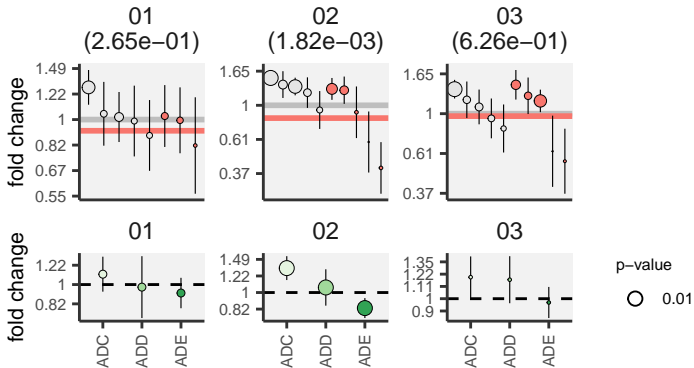 01
(2.65e−01)
02
(1.82e−03)
03
(6.26e−01)
fold change
1.49
1.22
1
0.82
0.67
0.55
1.65
1
0.61
0.37
1.65
1
0.61
0.37
01
02
03
fold change
1.22
1
0.82
1.49
1.22
1
0.82
1.35
1.22
1.11
1
0.9
ADC
ADD
ADE
ADC
ADD
ADE
ADC
ADD
ADE
p−value
0.01